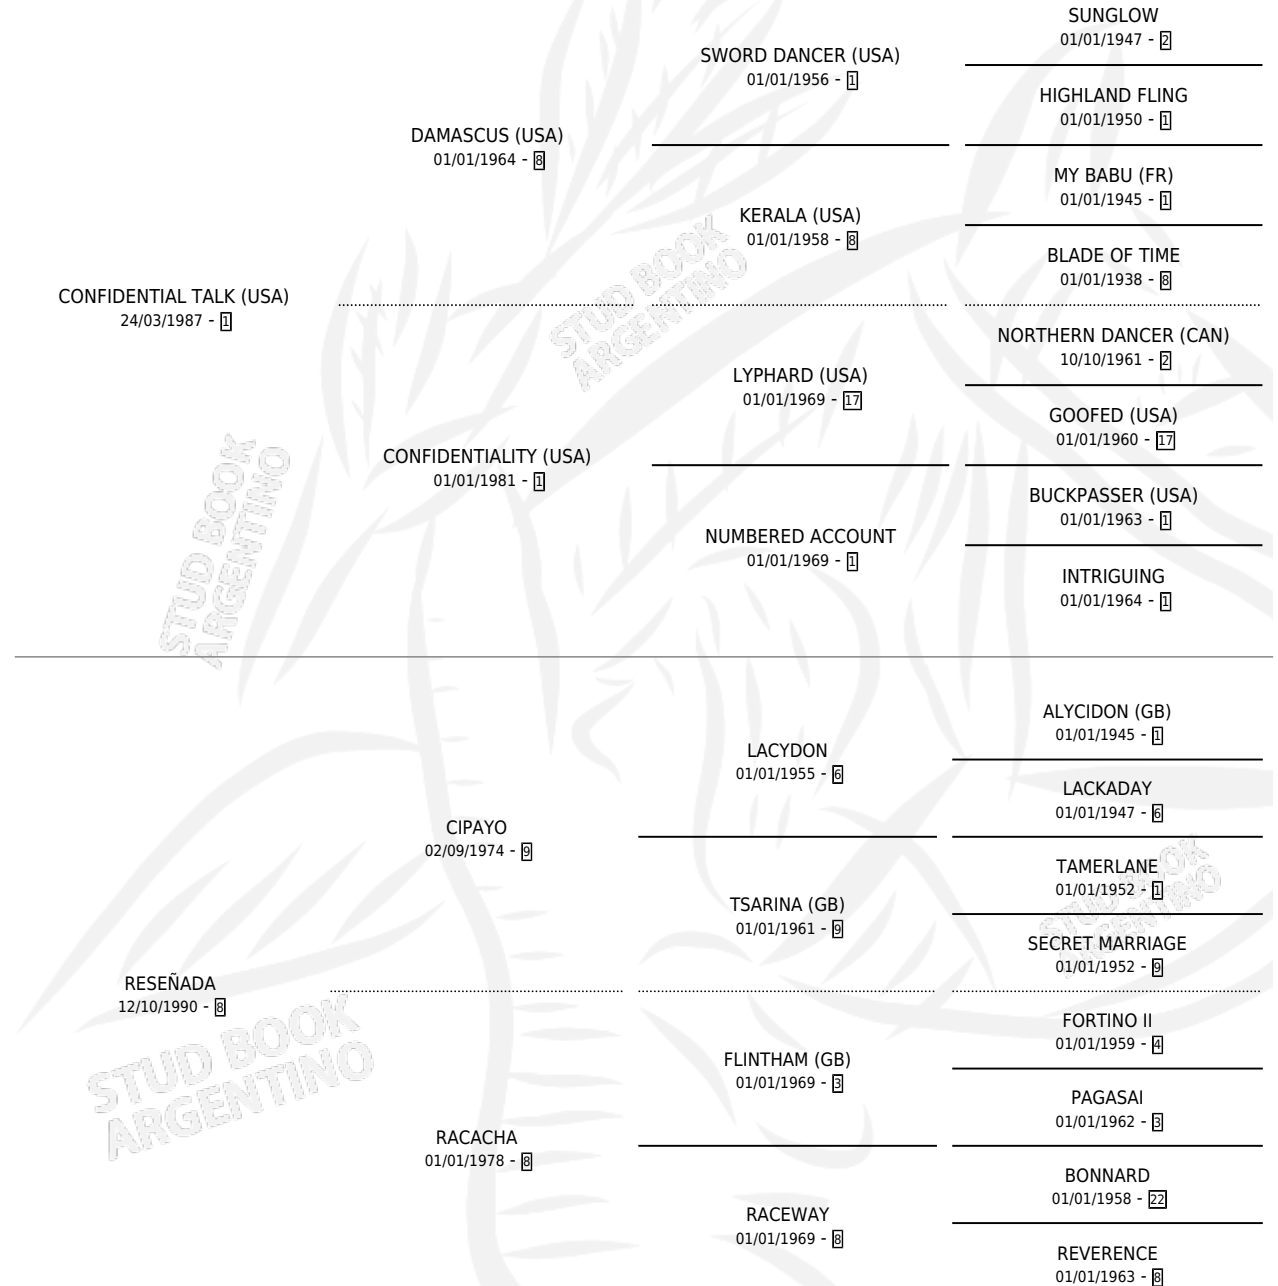 SUNGLOW
01/01/1947 - 2
SWORD DANCER (USA)
01/01/1956 - 1
HIGHLAND FLING
01/01/1950 - 1
DAMASCUS (USA)
01/01/1964 - 8
MY BABU (FR)
01/01/1945 - 1
KERALA (USA)
01/01/1958 - 8
BLADE OF TIME
01/01/1938 - 8
CONFIDENTIAL TALK (USA)
24/03/1987 - 1
NORTHERN DANCER (CAN)
10/10/1961 - 2
LYPHARD (USA)
01/01/1969 - 17
GOOFED (USA)
01/01/1960 - 17
CONFIDENTIALITY (USA)
01/01/1981 - 1
BUCKPASSER (USA)
01/01/1963 - 1
NUMBERED ACCOUNT
01/01/1969 - 1
INTRIGUING
01/01/1964 - 1
ALYCIDON (GB)
01/01/1945 - 1
LACYDON
01/01/1955 - 6
LACKADAY
01/01/1947 - 6
CIPAYO
02/09/1974 - 9
TAMERLANE
01/01/1952 - 1
TSARINA (GB)
01/01/1961 - 9
SECRET MARRIAGE
01/01/1952 - 9
RESEÑADA
12/10/1990 - 8
FORTINO II
01/01/1959 - 4
FLINTHAM (GB)
01/01/1969 - 3
PAGASAI
01/01/1962 - 3
RACACHA
01/01/1978 - 8
BONNARD
01/01/1958 - 22
RACEWAY
01/01/1969 - 8
REVERENCE
01/01/1963 - 8
STUD BOOK
ARGENTINO
STUD BOOK
ARGENTINO
STUD BOOK
ARGENTINO
STUD BOOK
ARGENTINO